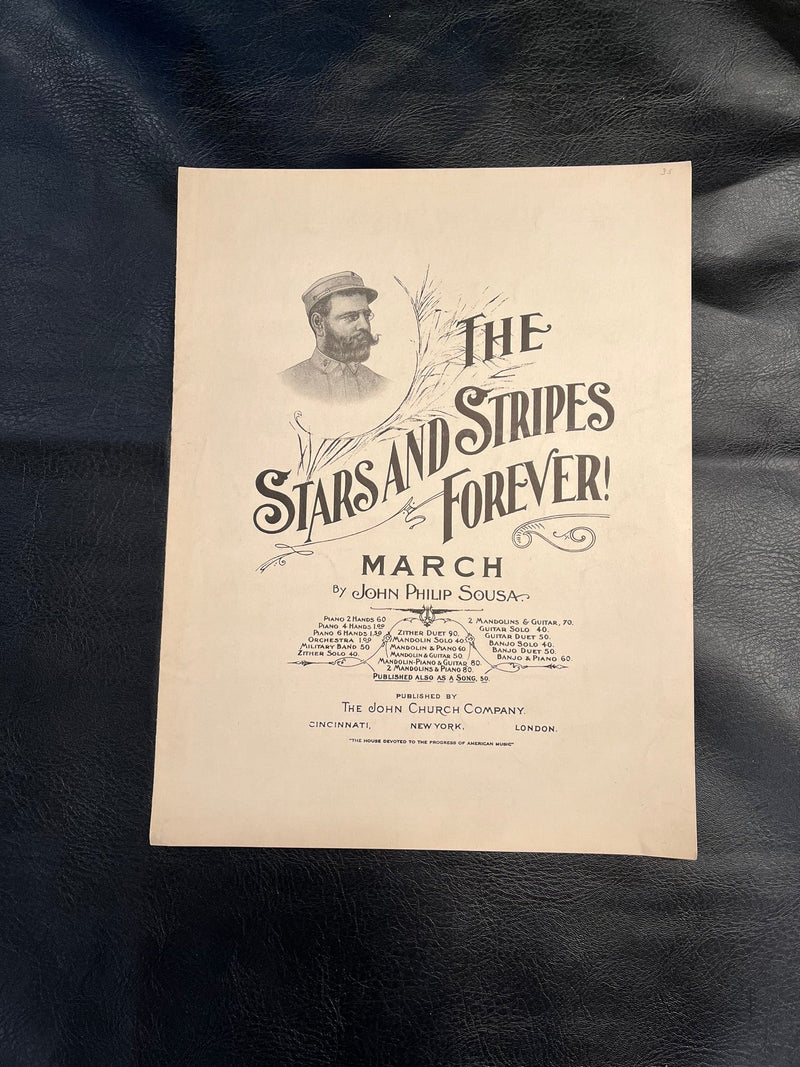 35
THE
STARS AND STRIPES
FOREVER!
MARCH
BY JOHN PHILIP SOUSA.
PIANO 2 HANDS 60
PIANO 4 HANDS 1.00
PIANO 6 HANDS 1.50
ORCHESTRA 1.00
MILITARY BAND 50
ZITHER SOLO 40.
ZITHER DUET 90.
MANDOLIN SOLO 40.
MANDOLIN & PIANO 60
MANDOLIN & GUITAR 50.
MANDOLIN-PIANO & GUITAR 80.
2 MANDOLINS & PIANO 80.
PUBLISHED ALSO AS A SONG, 50.
2 MANDOLINS & GUITAR, 70.
GUITAR SOLO 40.
GUITAR DUET 50.
BANJO SOLO 40.
BANJO DUET 50.
BANJO & PIANO 60.
PUBLISHED BY
THE JOHN CHURCH COMPANY.
CINCINNATI, NEW YORK, LONDON.
"THE HOUSE DEVOTED TO THE PROGRESS OF AMERICAN MUSIC"